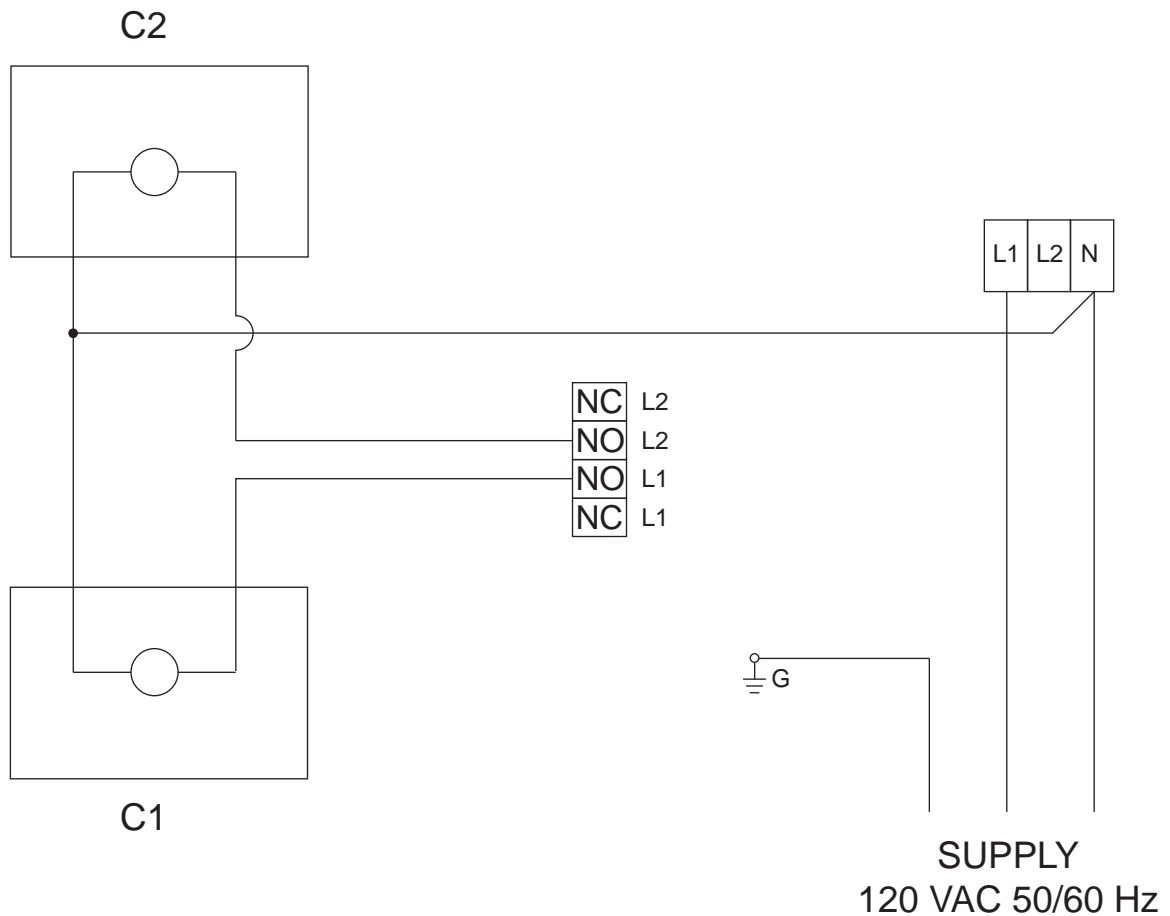 C2
L1 L2 N
NC L2
NO L2
NO L1
NC L1
G
C1
SUPPLY
120 VAC 50/60 Hz